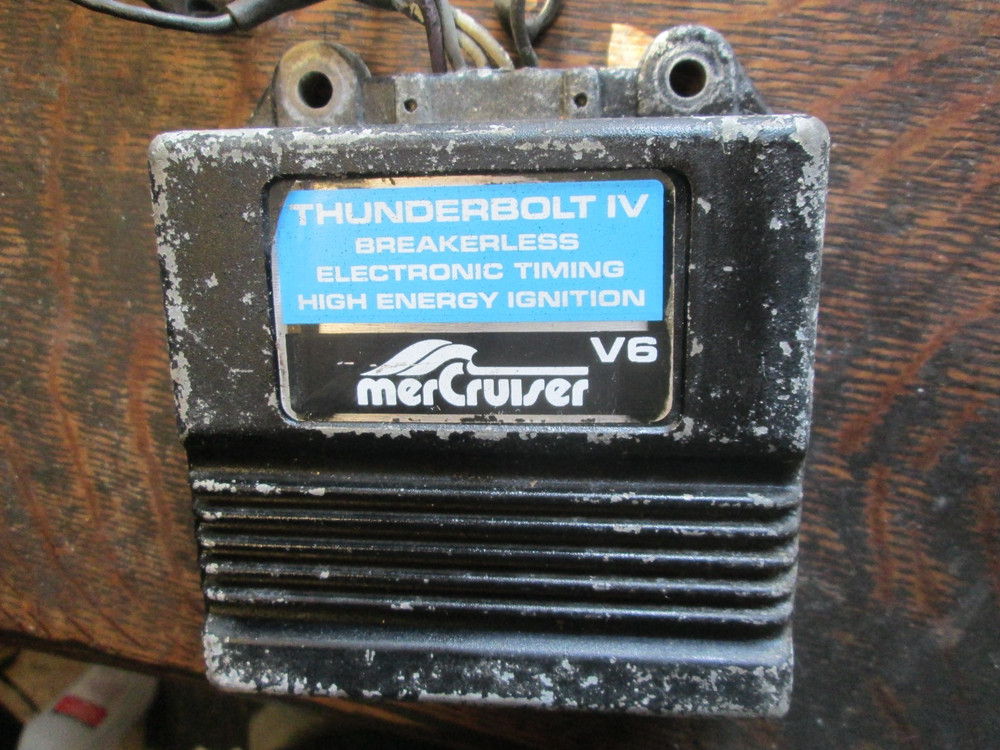 THUNDERBOLT IV
BREAKERLESS
ELECTRONIC TIMING
HIGH ENERGY IGNITION
V6
merCruiser